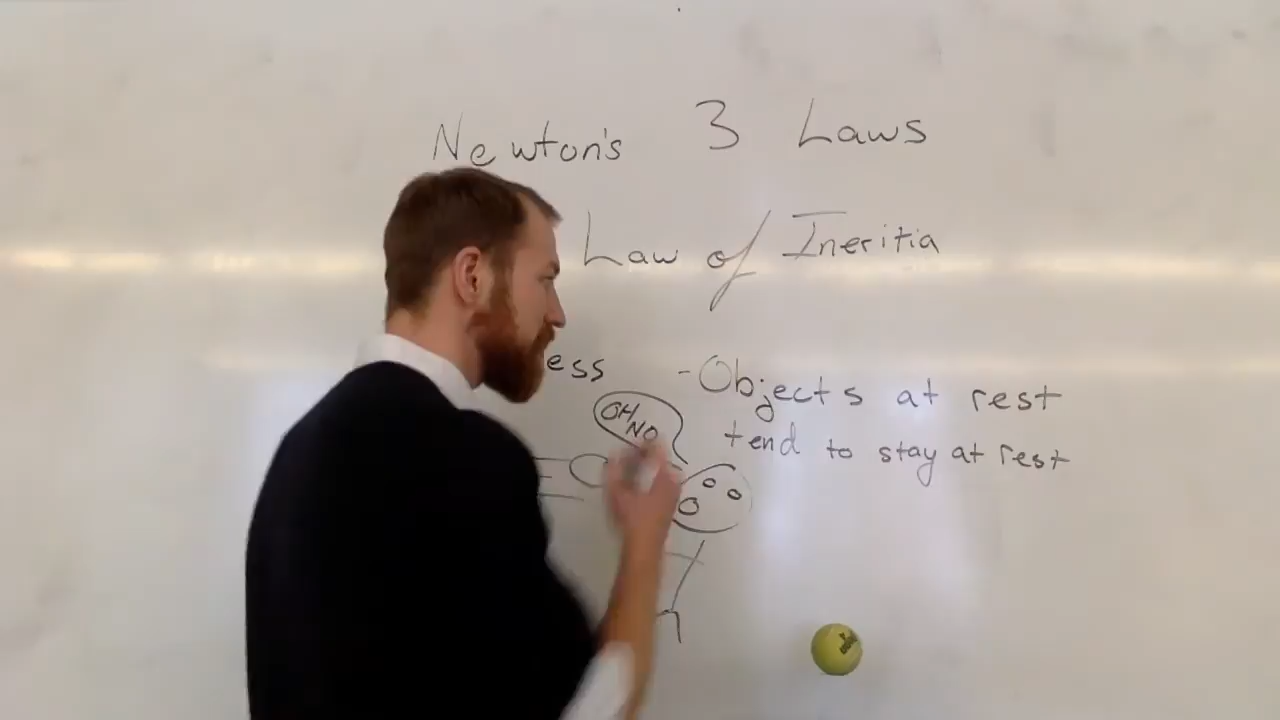 Newton's 3 Laws
Law of Ineritia
ess
-Objects at rest
tend to stay at rest
OH
NO